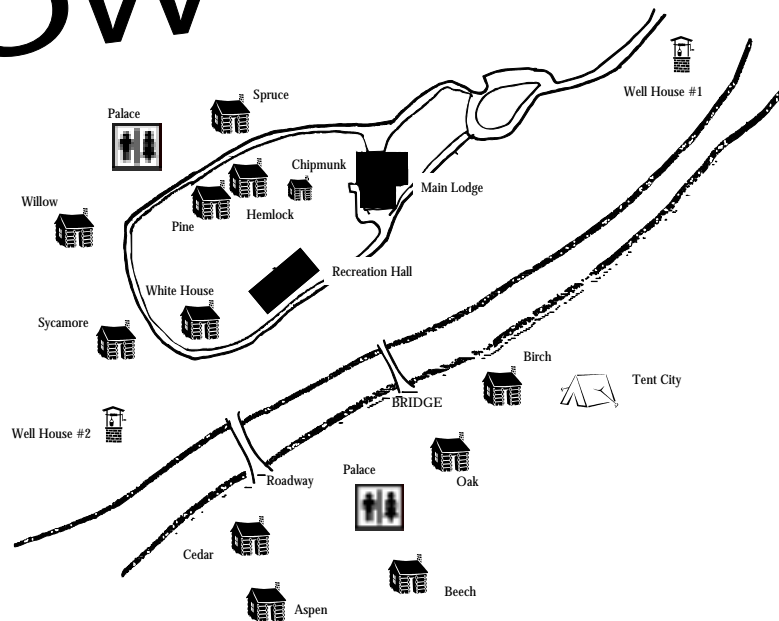 ow
Spruce
Well House #1
Palace
Chipmunk
Main Lodge
Willow
Hemlock
Pine
Recreation Hall
White House
Sycamore
Birch
Tent City
BRIDGE
Well House #2
Palace
Oak
Roadway
Cedar
Beech
Aspen